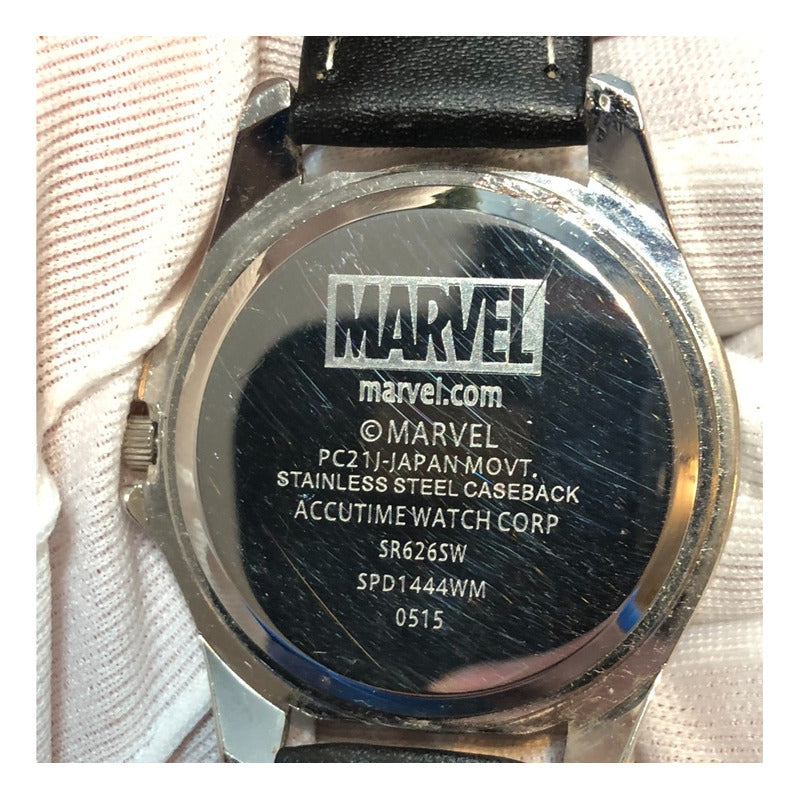 MARVEL
marvel.com
© MARVEL
PC21J-JAPAN MOVT.
STAINLESS STEEL CASEBACK
ACCUTIME WATCH CORP
SR626SW
SPD1444WM
0515